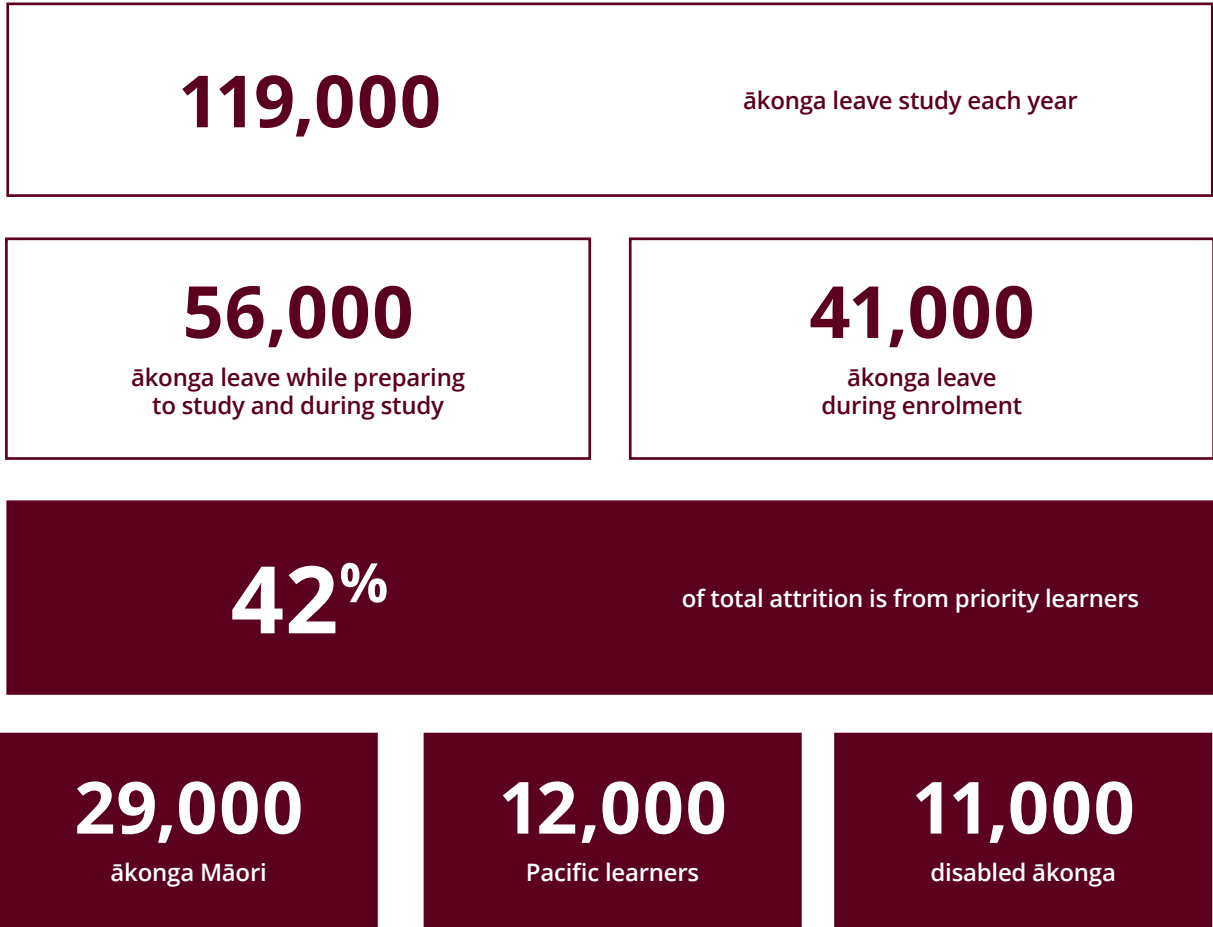 119,000
ākonga leave study each year
56,000
ākonga leave while preparing
to study and during study
41,000
ākonga leave
during enrolment
42%
of total attrition is from priority learners
29,000
ākonga Māori
12,000
Pacific learners
11,000
disabled ākonga